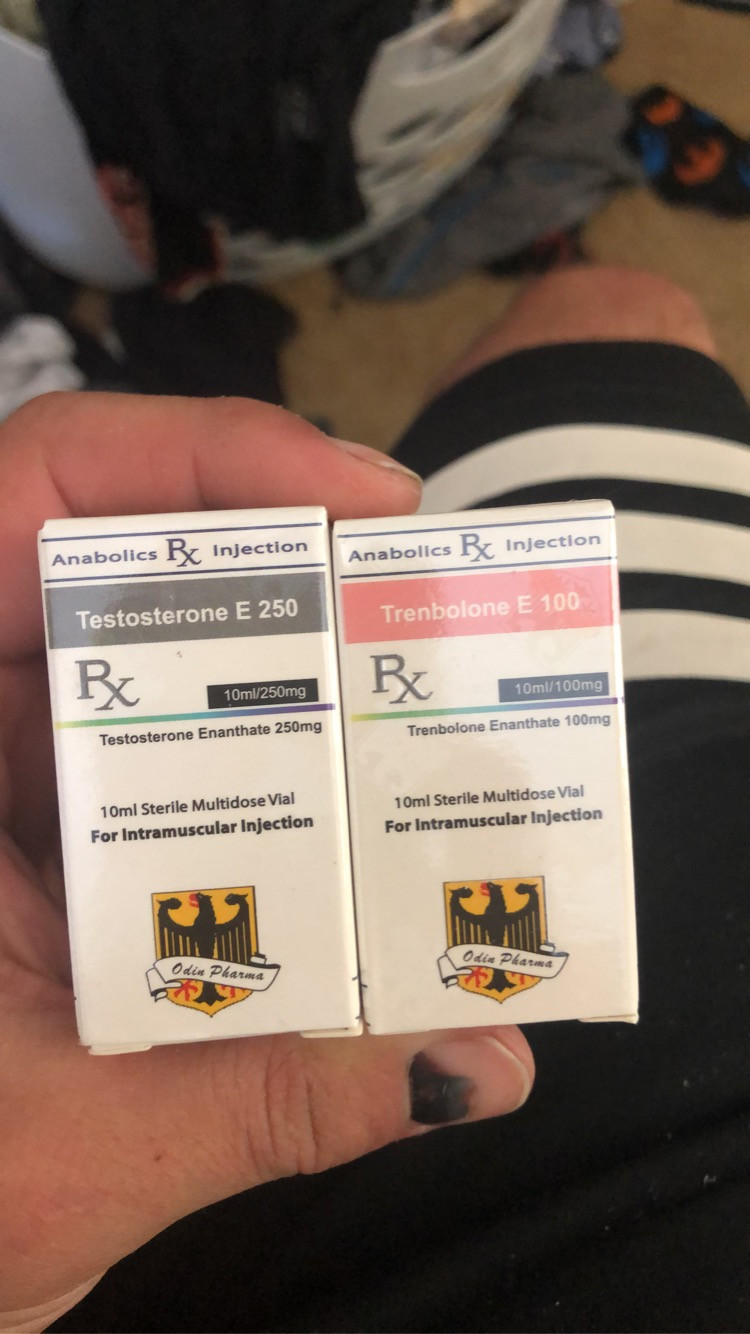 Anabolics Rx Injection
Testosterone E 250
Rx
10ml/250mg
Testosterone Enanthate 250mg
10ml Sterile Multidose Vial
For Intramuscular Injection
Odin Pharma
Anabolics Rx Injection
Trenbolone E 100
Rx
10ml/100mg
Trenbolone Enanthate 100mg
10ml Sterile Multidose Vial
For Intramuscular Injection
Odin Pharma